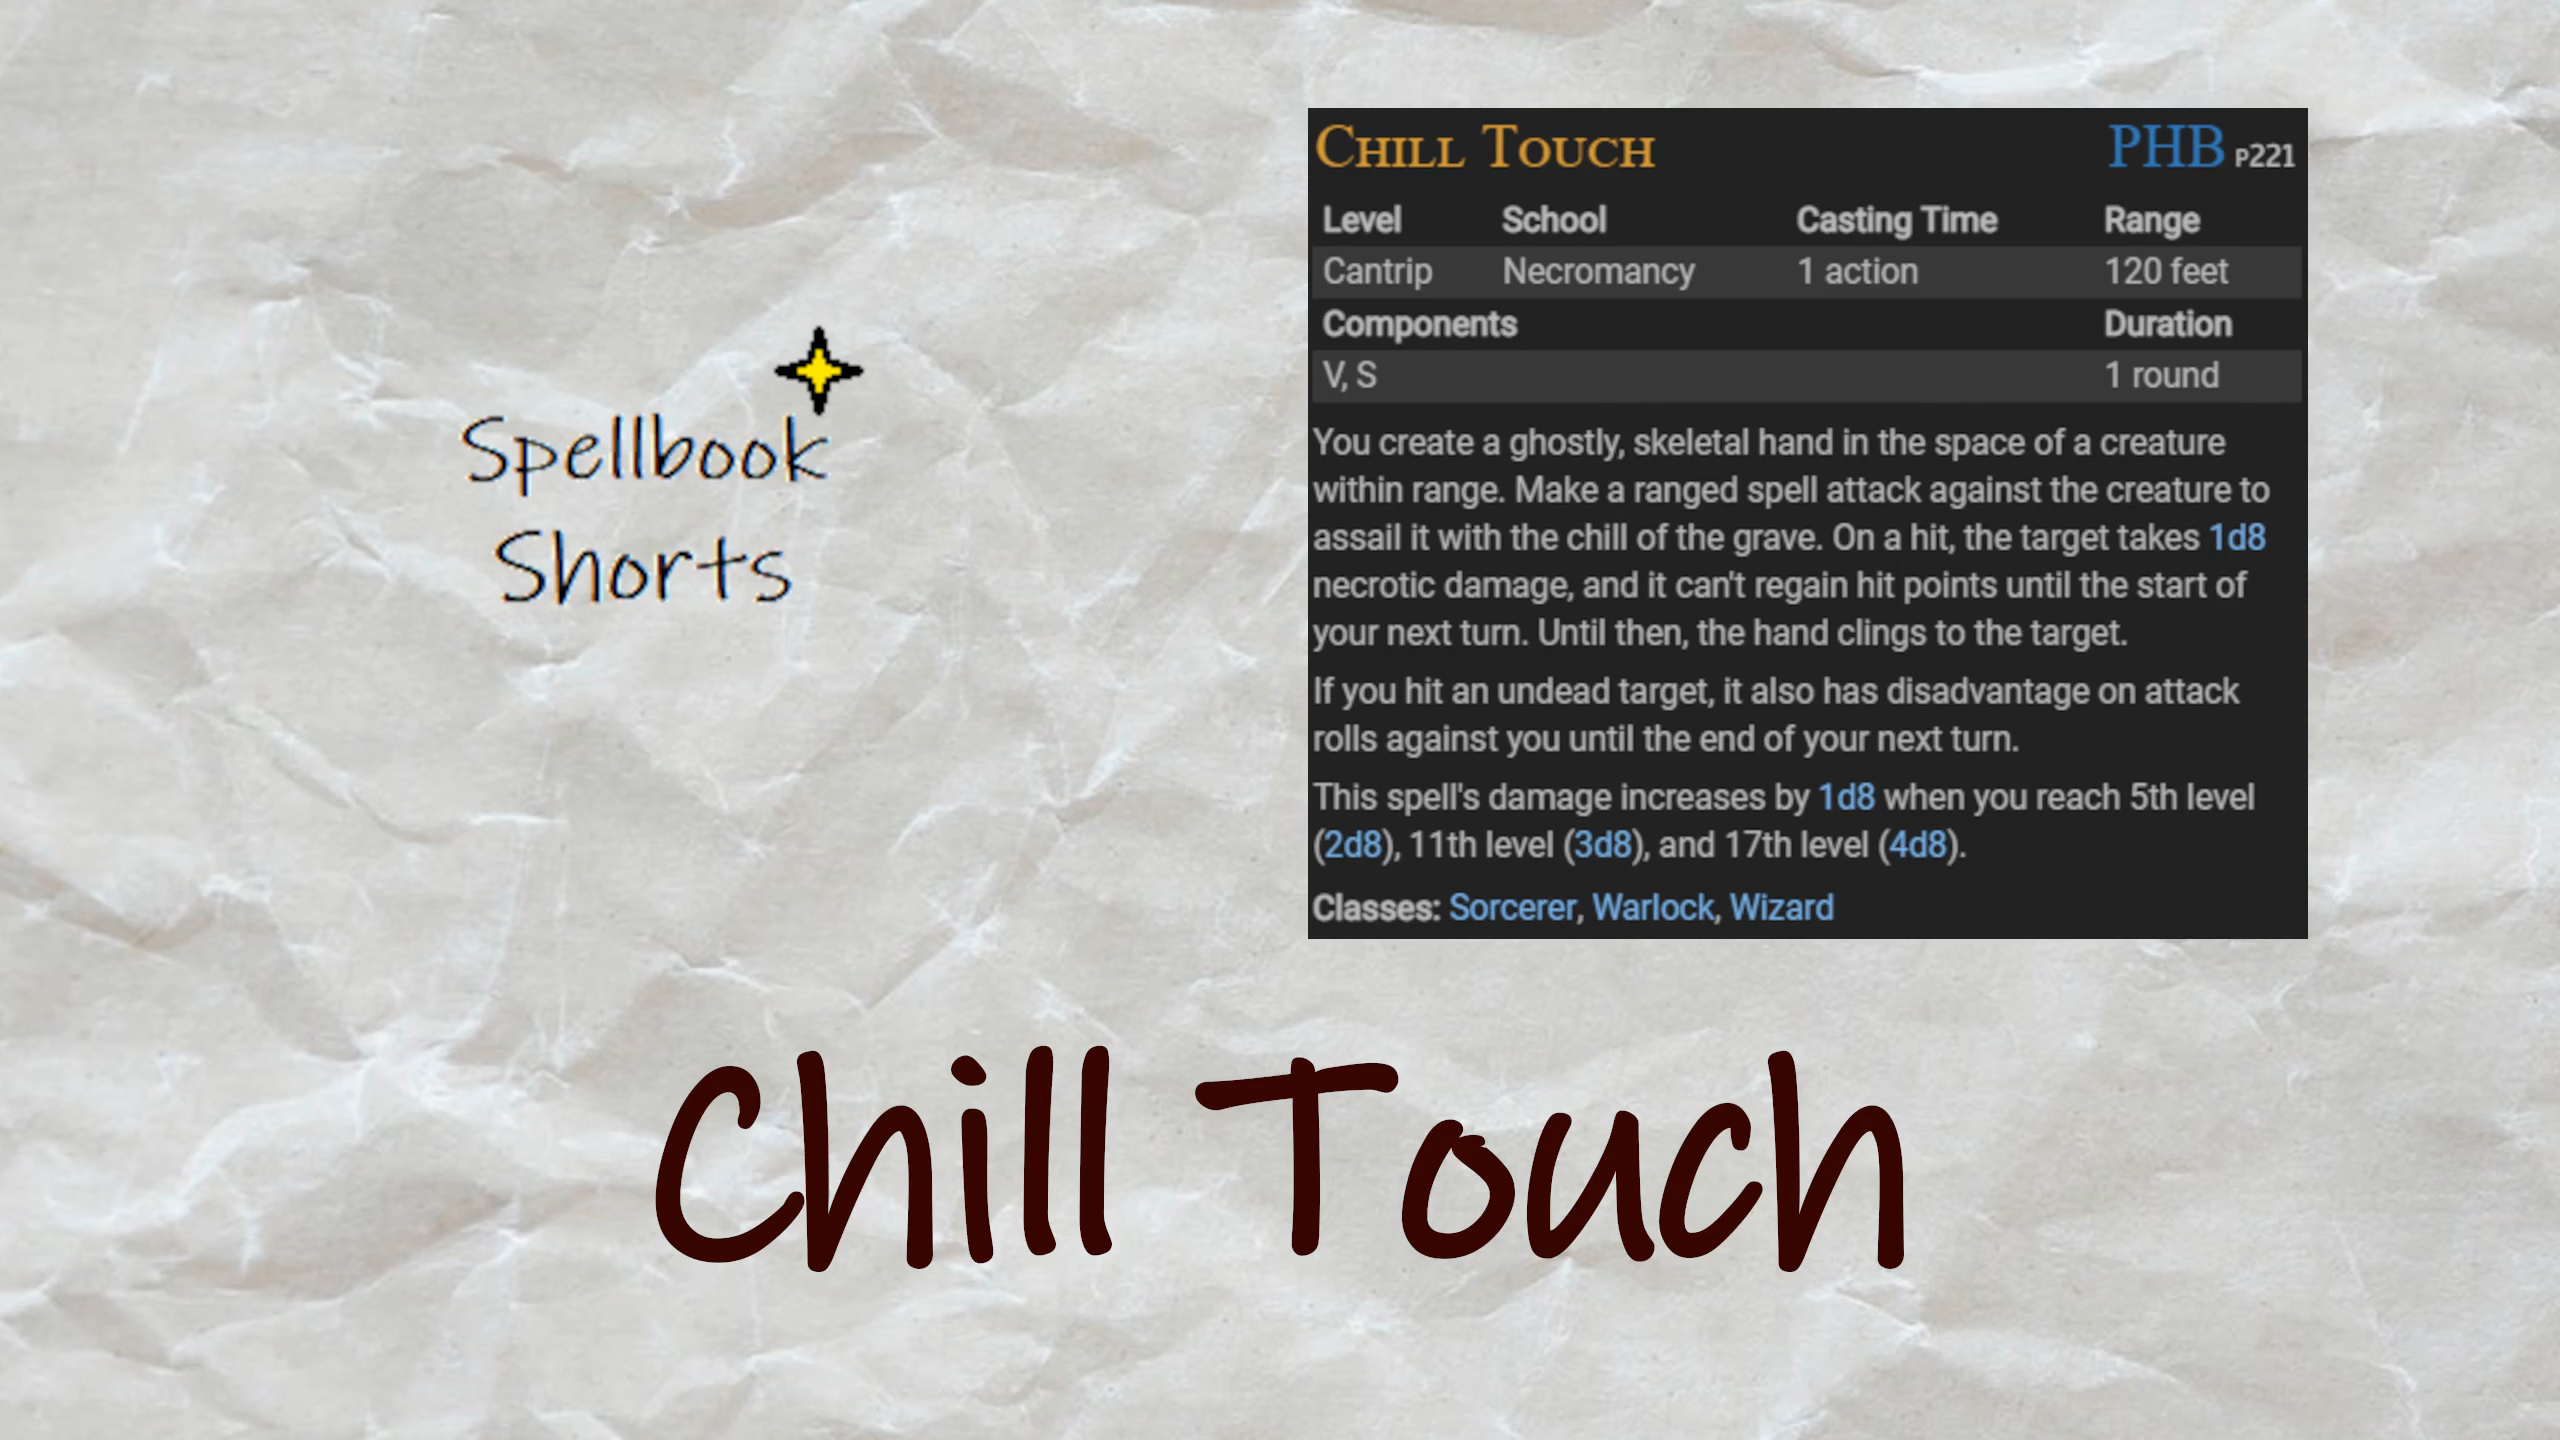 Spellbook
Shorts
CHILL TOUCH PHB P221
Level School Casting Time Range
Cantrip Necromancy 1 action 120 feet
Components Duration
V, S 1 round
You create a ghostly, skeletal hand in the space of a creature
within range. Make a ranged spell attack against the creature to
assail it with the chill of the grave. On a hit, the target takes 1d8
necrotic damage, and it can't regain hit points until the start of
your next turn. Until then, the hand clings to the target.
If you hit an undead target, it also has disadvantage on attack
rolls against you until the end of your next turn.
This spell's damage increases by 1d8 when you reach 5th level
(2d8), 11th level (3d8), and 17th level (4d8).
Classes: Sorcerer, Warlock, Wizard
Chill Touch